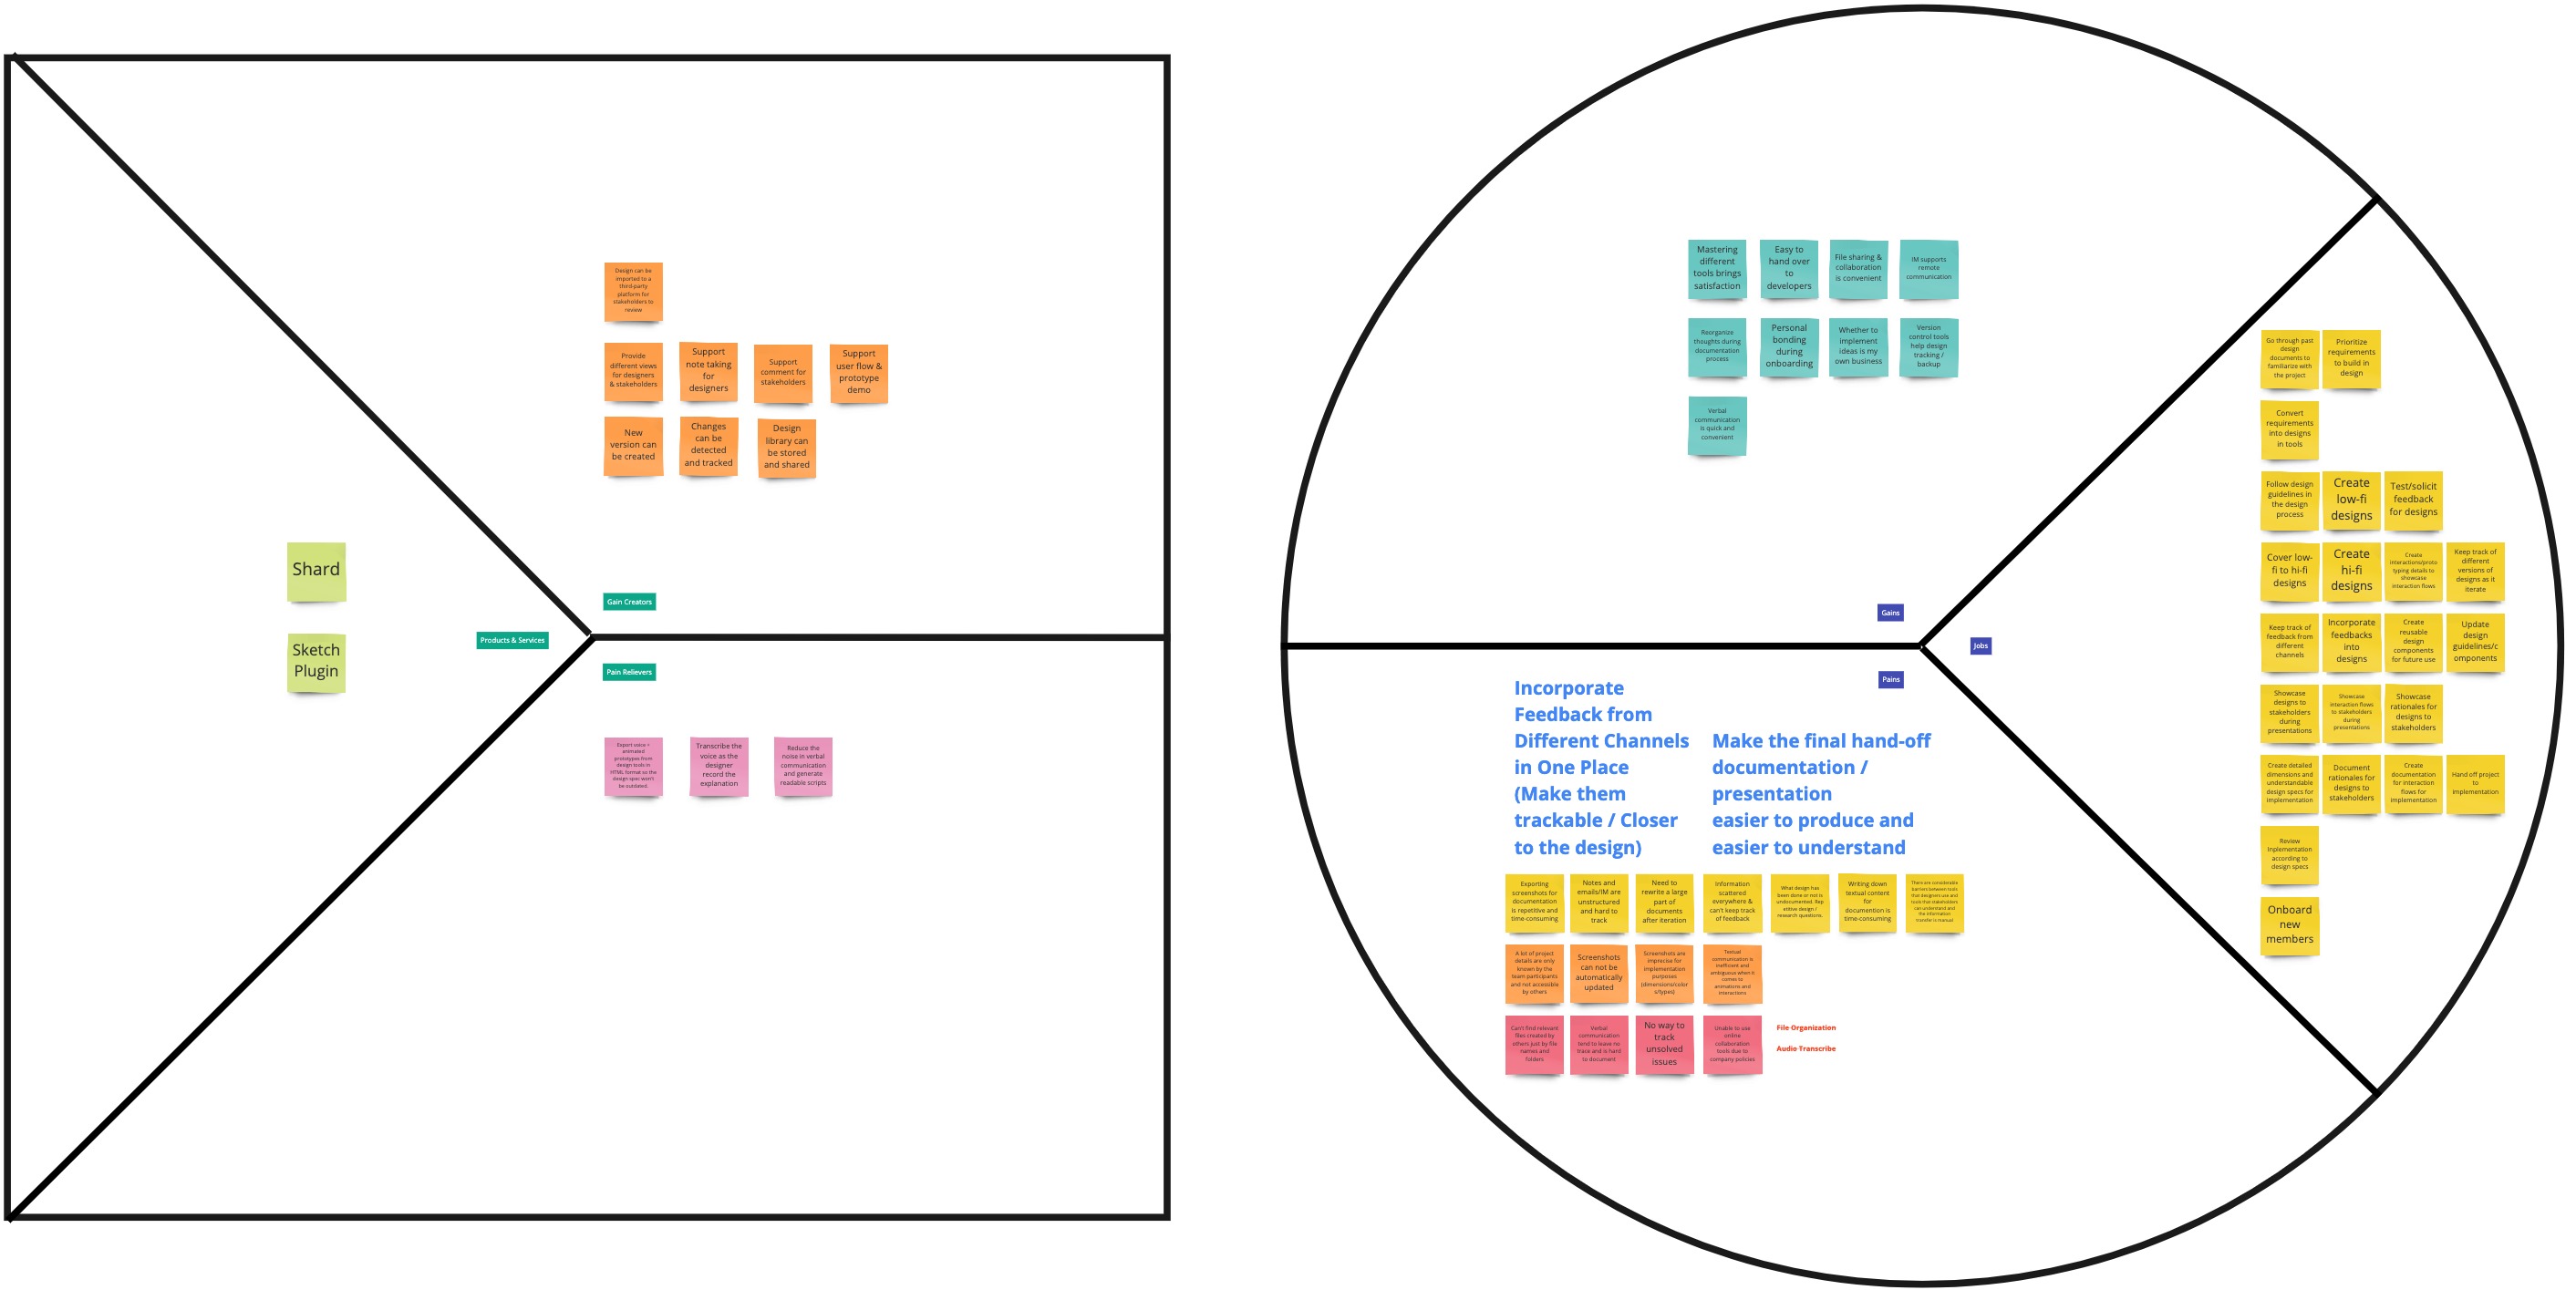 Design can be
imported to a
third-party
platform for
stakeholders to
review
Provide
different views
for designers
& stakeholders
Support
note taking
for
designers
Support
comment for
stakeholders
Support
user flow &
prototype
demo
New
version can
be created
Changes
can be
detected
and tracked
Design
library can
be stored
and shared
Shard
Sketch
Plugin
Gain Creators
Products & Services
Pain Relievers
Export voice +
animated
prototypes from
design tools in
HTML format so the
design spec won't
be outdated
Transcribe the
voice as the
designer
record the
explanation
Reduce the
noise in verbal
communication
and generate
readable scripts
Mastering
different
tools brings
satisfaction
Easy to
hand over
to
developers
File sharing &
collaboration
is convenient
IM supports
remote
communication
Reorganize
thoughts during
documentation
process
Personal
bonding
during
onboarding
Whether to
implement
ideas is my
own business
Version
control tools
help design
tracking /
backup
Verbal
communication
is quick and
convenient
Gains
Jobs
Pains
Incorporate
Feedback from
Different Channels
in One Place
(Make them
trackable / Closer
to the design)
Make the final hand-off
documentation /
presentation
easier to produce and
easier to understand
Exporting
screenshots for
documentation
is repetitive and
time-consuming
Notes and
emails/IM are
unstructured
and hard to
track
Need to
rewrite a large
part of
documents
after iteration
Information
scattered
everywhere &
can't keep track
of feedback
What design has
been done or not is
undocumented. Rep
etitive design /
research questions.
Writing down
textual content
for
documention is
time-consuming
There are considerable
barriers between tools
that designers use and
tools that stakeholders
can understand and
the information
transfer is manual
A lot of project
details are only
known by the
team participants
and not accessible
by others
Screenshots
can not be
automatically
updated
Screenshots are
imprecise for
implementation
purposes
(dimensions/color
s/types)
Textual
communication is
inefficient and
ambiguous when it
comes to
animations and
interactions
Can't find relevant
files created by
others just by file
names and
folders
Verbal
communication
tend to leave no
trace and is hard
to document
No way to
track
unsolved
issues
Unable to use
online
collaboration
tools due to
company policies
File Organization
Audio Transcribe
Go through past
design
documents to
familiarize with
the project
Prioritize
requirements
to build in
design
Convert
requirements
into designs
in tools
Follow design
guidelines in
the design
process
Create
low-fi
designs
Test/solicit
feedback
for designs
Cover low-
fi to hi-fi
designs
Create
hi-fi
designs
Create
interactions/proto
typing details to
showcase
interaction flows
Keep track of
different
versions of
designs as it
iterate
Keep track of
feedback from
different
channels
Incorporate
feedbacks
into
designs
Create
reusable
design
components
for future use
Update
design
guidelines/c
omponents
Showcase
designs to
stakeholders
during
presentations
Showcase
interaction flows
to stakeholders
during
presentations
Showcase
rationales for
designs to
stakeholders
Create detailed
dimensions and
understandable
design specs for
implementation
Document
rationales for
designs to
stakeholders
Create
documentation
for interaction
flows for
implementation
Hand off project
to
implementation
Review
inplementation
according to
design specs
Onboard
new
members